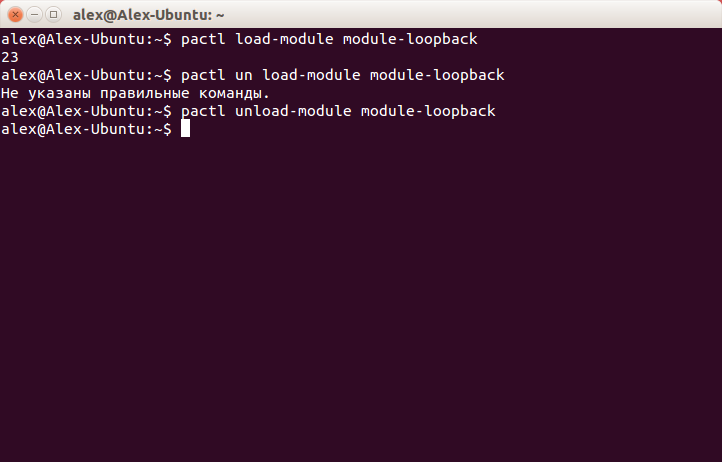 alex@Alex-Ubuntu: ~
alex@Alex-Ubuntu:~$ pactl load-module module-loopback
23
alex@Alex-Ubuntu:~$ pactl un load-module module-loopback
Не указаны правильные команды.
alex@Alex-Ubuntu:~$ pactl unload-module module-loopback
alex@Alex-Ubuntu:~$